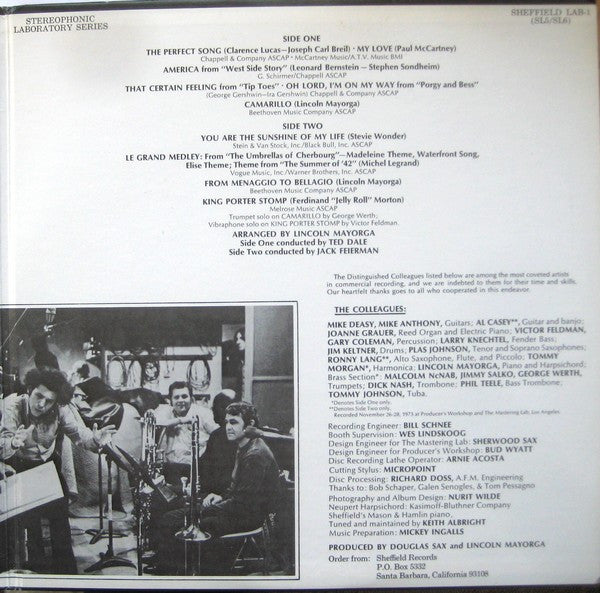 STEREOPHONIC
LABORATORY SERIES
SHEFFIELD LAB-1
(SL5/SL6)
SIDE ONE
THE PERFECT SONG (Clarence Lucas—Joseph Carl Breil) · MY LOVE (Paul McCartney)
Chappell & Company ASCAP · McCartney Music/A.T.V. Music BMI
AMERICA from "West Side Story" (Leonard Bernstein — Stephen Sondheim)
G. Schirmer/Chappell ASCAP
THAT CERTAIN FEELING from "Tip Toes" · OH LORD, I'M ON MY WAY from "Porgy and Bess"
(George Gershwin—Ira Gershwin) Chappell & Company ASCAP
CAMARILLO (Lincoln Mayorga)
Beethoven Music Company ASCAP
SIDE TWO
YOU ARE THE SUNSHINE OF MY LIFE (Stevie Wonder)
Stein & Van Stock, Inc./Black Bull, Inc. ASCAP
LE GRAND MEDLEY: From "The Umbrellas of Cherbourg"—Madeleine Theme, Waterfront Song,
Elise Theme; Theme from "The Summer of '42" (Michel Legrand)
Vogue Music, Inc./Warner Brothers, Inc. ASCAP
FROM MENAGGIO TO BELLAGIO (Lincoln Mayorga)
Beethoven Music Company ASCAP
KING PORTER STOMP (Ferdinand "Jelly Roll" Morton)
Melrose Music ASCAP
Trumpet solo on CAMARILLO by George Werth;
Vibraphone solo on KING PORTER STOMP by Victor Feldman.
ARRANGED BY LINCOLN MAYORGA
Side One conducted by TED DALE
Side Two conducted by JACK FEIERMAN
The Distinguished Colleagues listed below are among the most coveted artists
in commercial recording, and we are indebted to them for their time and skills.
Our heartfelt thanks goes to all who cooperated in this endeavor.
THE COLLEAGUES:
MIKE DEASY, MIKE ANTHONY, Guitars; AL CASEY**, Guitar and banjo;
JOANNE GRAUER, Reed Organ and Electric Piano; VICTOR FELDMAN,
GARY COLEMAN, Percussion; LARRY KNECHTEL, Fender Bass;
JIM KELTNER, Drums; PLAS JOHNSON, Tenor and Soprano Saxophones;
RONNY LANG**, Alto Saxophone, Flute, and Piccolo; TOMMY
MORGAN*, Harmonica; LINCOLN MAYORGA, Piano and Harpsichord;
Brass Section*: MALCOLM McNAB, JIMMY SALKO, GEORGE WERTH,
Trumpets; DICK NASH, Trombone; PHIL TEELE, Bass Trombone;
TOMMY JOHNSON, Tuba.
*Denotes Side One only.
**Denotes Side Two only.
Recorded November 26-28, 1973 at Producer's Workshop and The Mastering Lab, Los Angeles.
Recording Engineer: BILL SCHNEE
Booth Supervision: WES LINDSKOOG
Design Engineer for The Mastering Lab: SHERWOOD SAX
Design Engineer for Producer's Workshop: BUD WYATT
Disc Recording Lathe Operator: ARNIE ACOSTA
Cutting Stylus: MICROPOINT
Disc Processing: RICHARD DOSS, A.F.M. Engineering
Thanks to: Bob Schaper, Galen Senogles, & Tom Pessagno
Photography and Album Design: NURIT WILDE
Neupert Harpsichord: Kasimoff-Bluthner Company
Sheffield's Mason & Hamlin piano,
Tuned and maintained by KEITH ALBRIGHT
Music Preparation: MICKEY INGALLS
PRODUCED BY DOUGLAS SAX and LINCOLN MAYORGA
Order from: Sheffield Records
P.O. Box 5332
Santa Barbara, California 93108